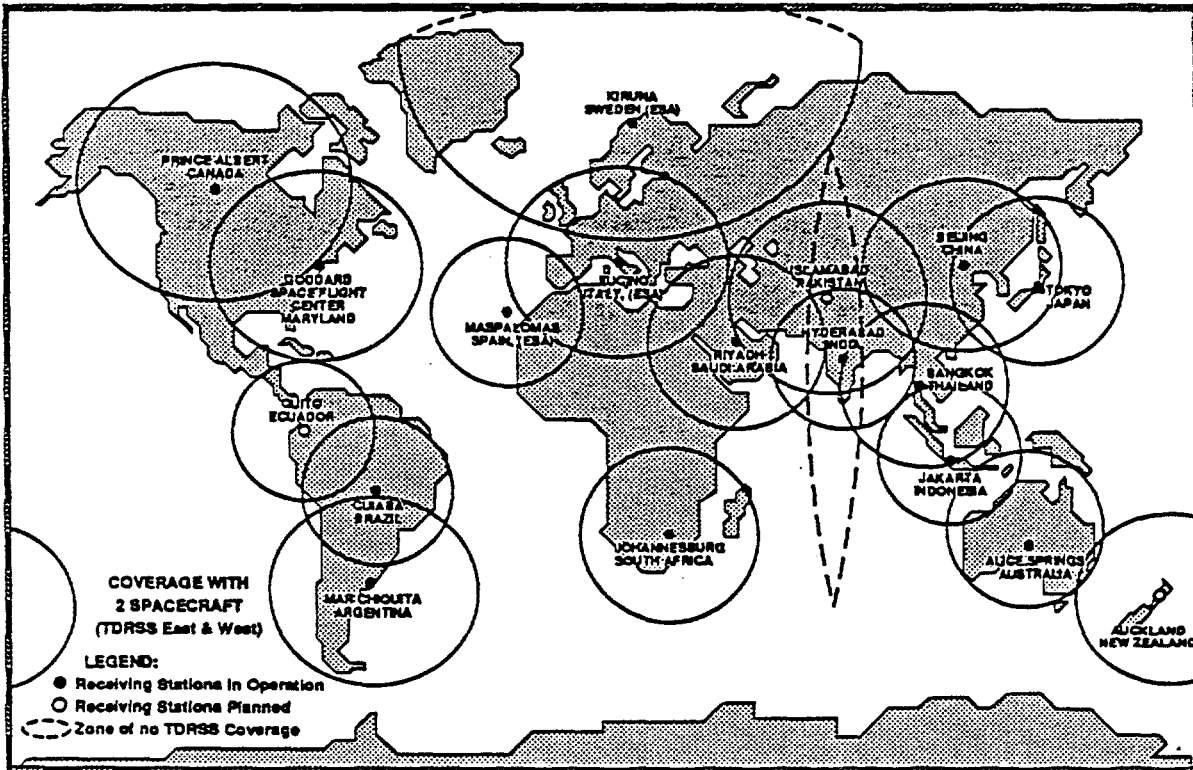 KIRUNA
SWEDEN (ESA)
PRINCE ALBERT
CANADA
GODDARD
SPACEFLIGHT
CENTER
MARYLAND
MASPALOMAS,
SPAIN, (ESA)
ITALY, (ESA)
ISLAMABAD
PAKISTAN
BEIJING
CHINA
TOKYO
JAPAN
RIYADH
SAUDI ARABIA
HYDERABAD
BANGKOK
THAILAND
QUITO
ECUADOR
CUIABA
BRAZIL
JAKARTA
INDONESIA
JOHANNESBURG
SOUTH AFRICA
ALICE SPRINGS
AUSTRALIA
MAR CHIQUITA
ARGENTINA
AUCKLAND
NEW ZEALAND
COVERAGE WITH
2 SPACECRAFT
(TDRSS East & West)
LEGEND:
Receiving Stations in Operation
Receiving Stations Planned
Zone of no TDRSS Coverage